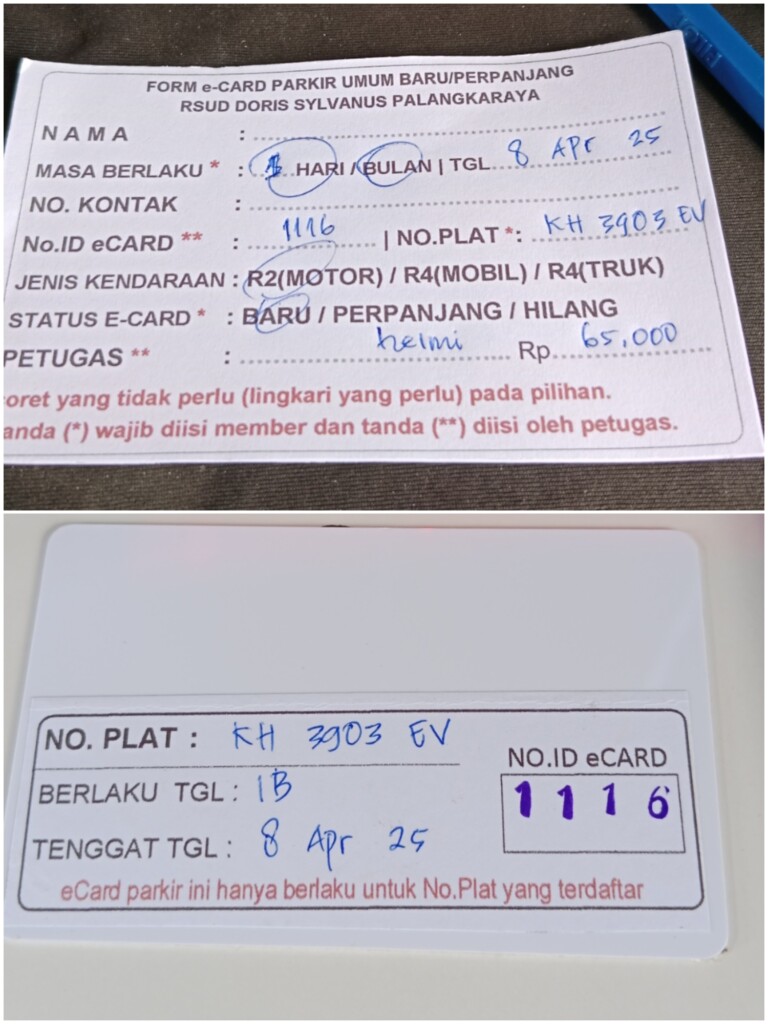 FORM e-CARD PARKIR UMUM BARU/PERPANJANG
RSUD DORIS SYLVANUS PALANGKARAYA
NAMA :
MASA BERLAKU * : 1 HARI / BULAN | TGL 8 APr 25
NO. KONTAK :
No.ID eCARD ** : 1116 | NO.PLAT *: KH 3903 EV
JENIS KENDARAAN : R2(MOTOR) / R4(MOBIL) / R4(TRUK)
STATUS E-CARD * : BARU / PERPANJANG / HILANG
PETUGAS ** : helmi Rp. 65.000
oret yang tidak perlu (lingkari yang perlu) pada pilihan.
anda (*) wajib diisi member dan tanda (**) diisi oleh petugas.
NO. PLAT : KH 3903 EV
BERLAKU TGL : 1B
TENGGAT TGL : 8 Apr 25
NO.ID eCARD
1116
eCard parkir ini hanya berlaku untuk No.Plat yang terdaftar